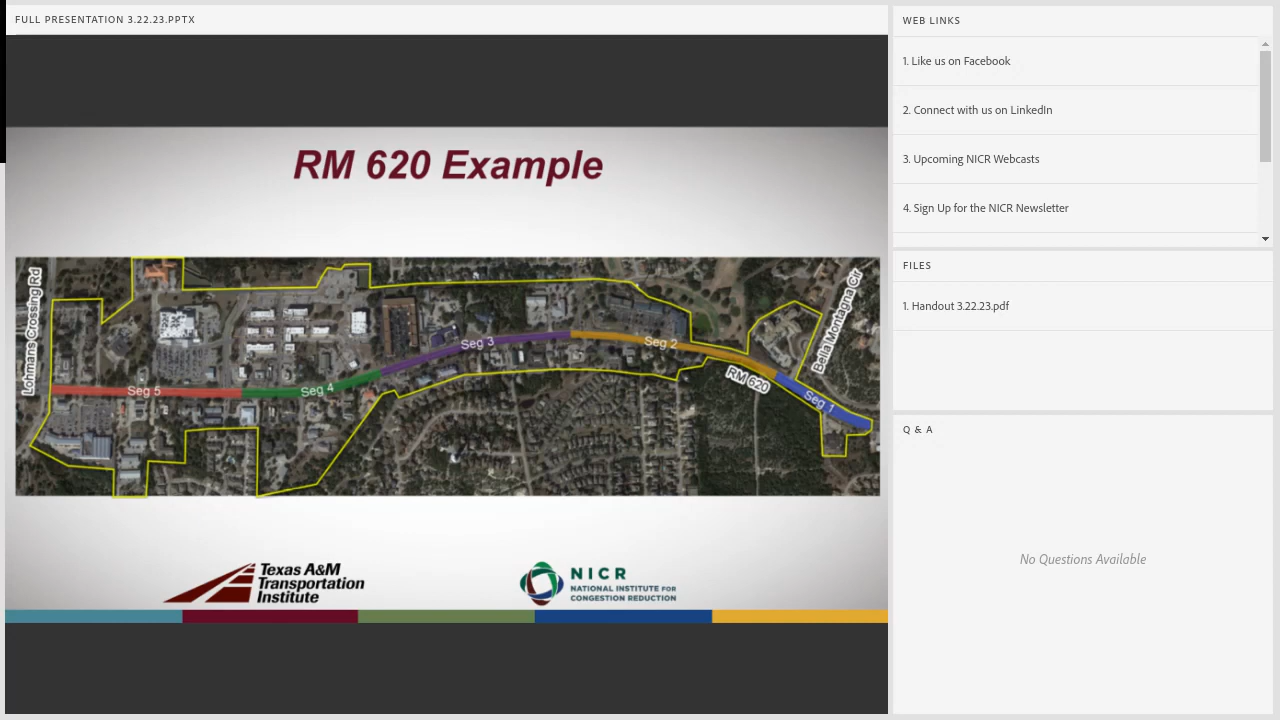 FULL PRESENTATION 3.22.23.PPTX
RM 620 Example
Lohmans Crossing Rd
Seg 5
Seg 4
Seg 3
Seg 2
RM 620
Seg 1
Bella Montagna Cir
Texas A&M
Transportation
Institute
NICR
NATIONAL INSTITUTE FOR
CONGESTION REDUCTION
WEB LINKS
1. Like us on Facebook
2. Connect with us on LinkedIn
3. Upcoming NICR Webcasts
4. Sign Up for the NICR Newsletter
FILES
1. Handout 3.22.23.pdf
Q & A
No Questions Available